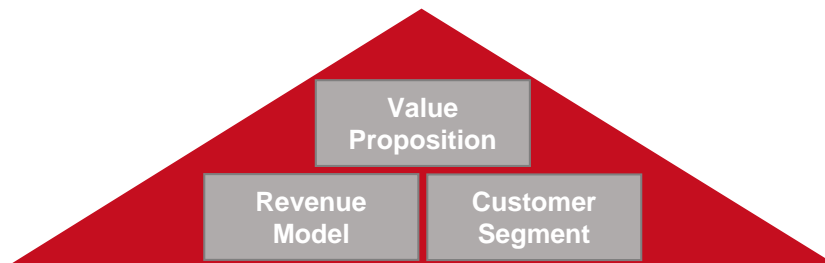 Value
Proposition
Revenue
Model
Customer
Segment